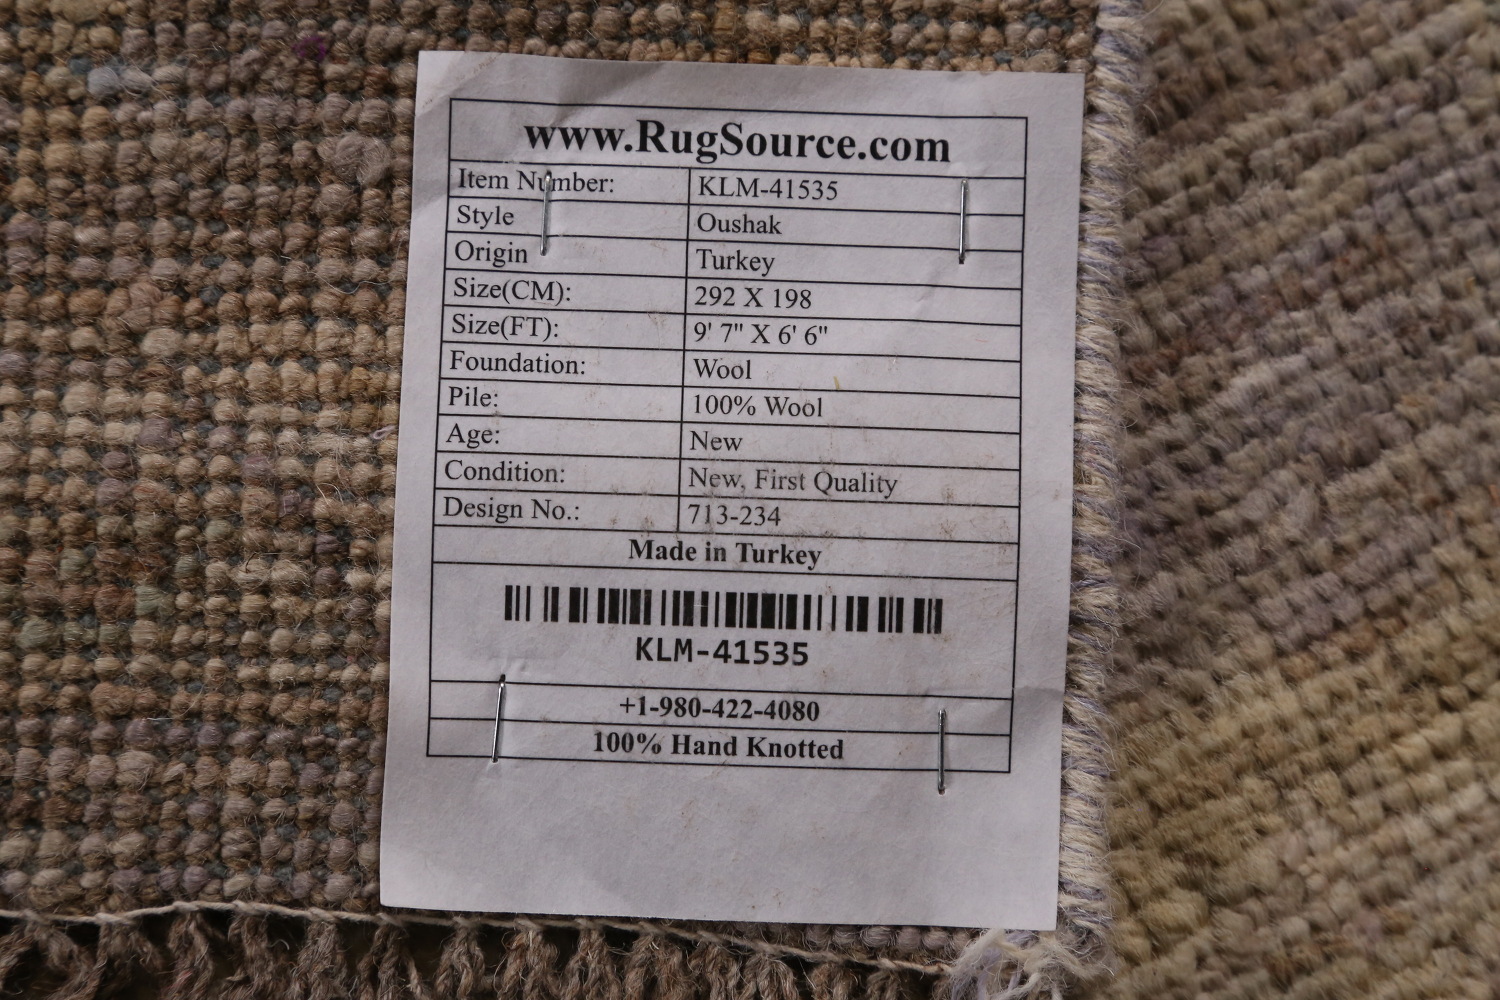 www.RugSource.com
Item Number: KLM-41535
Style Oushak
Origin Turkey
Size(CM): 292 X 198
Size(FT): 9' 7" X 6' 6"
Foundation: Wool
Pile: 100% Wool
Age: New
Condition: New, First Quality
Design No.: 713-234
Made in Turkey
KLM-41535
+1-980-422-4080
100% Hand Knotted